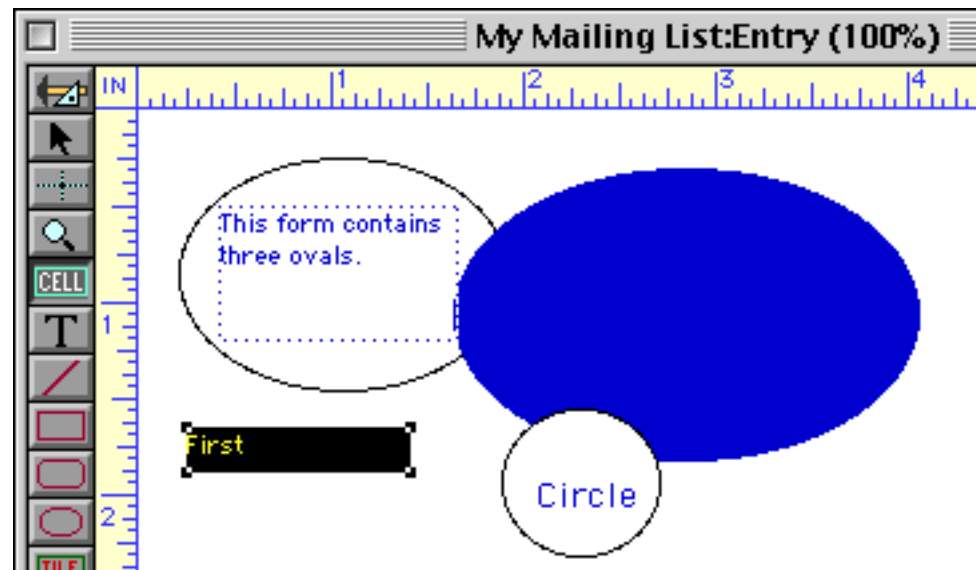 My Mailing List:Entry (100%)
IN 1 2 3 4
This form contains
three ovals.
CELL
T
1
First
Circle
2
TILE